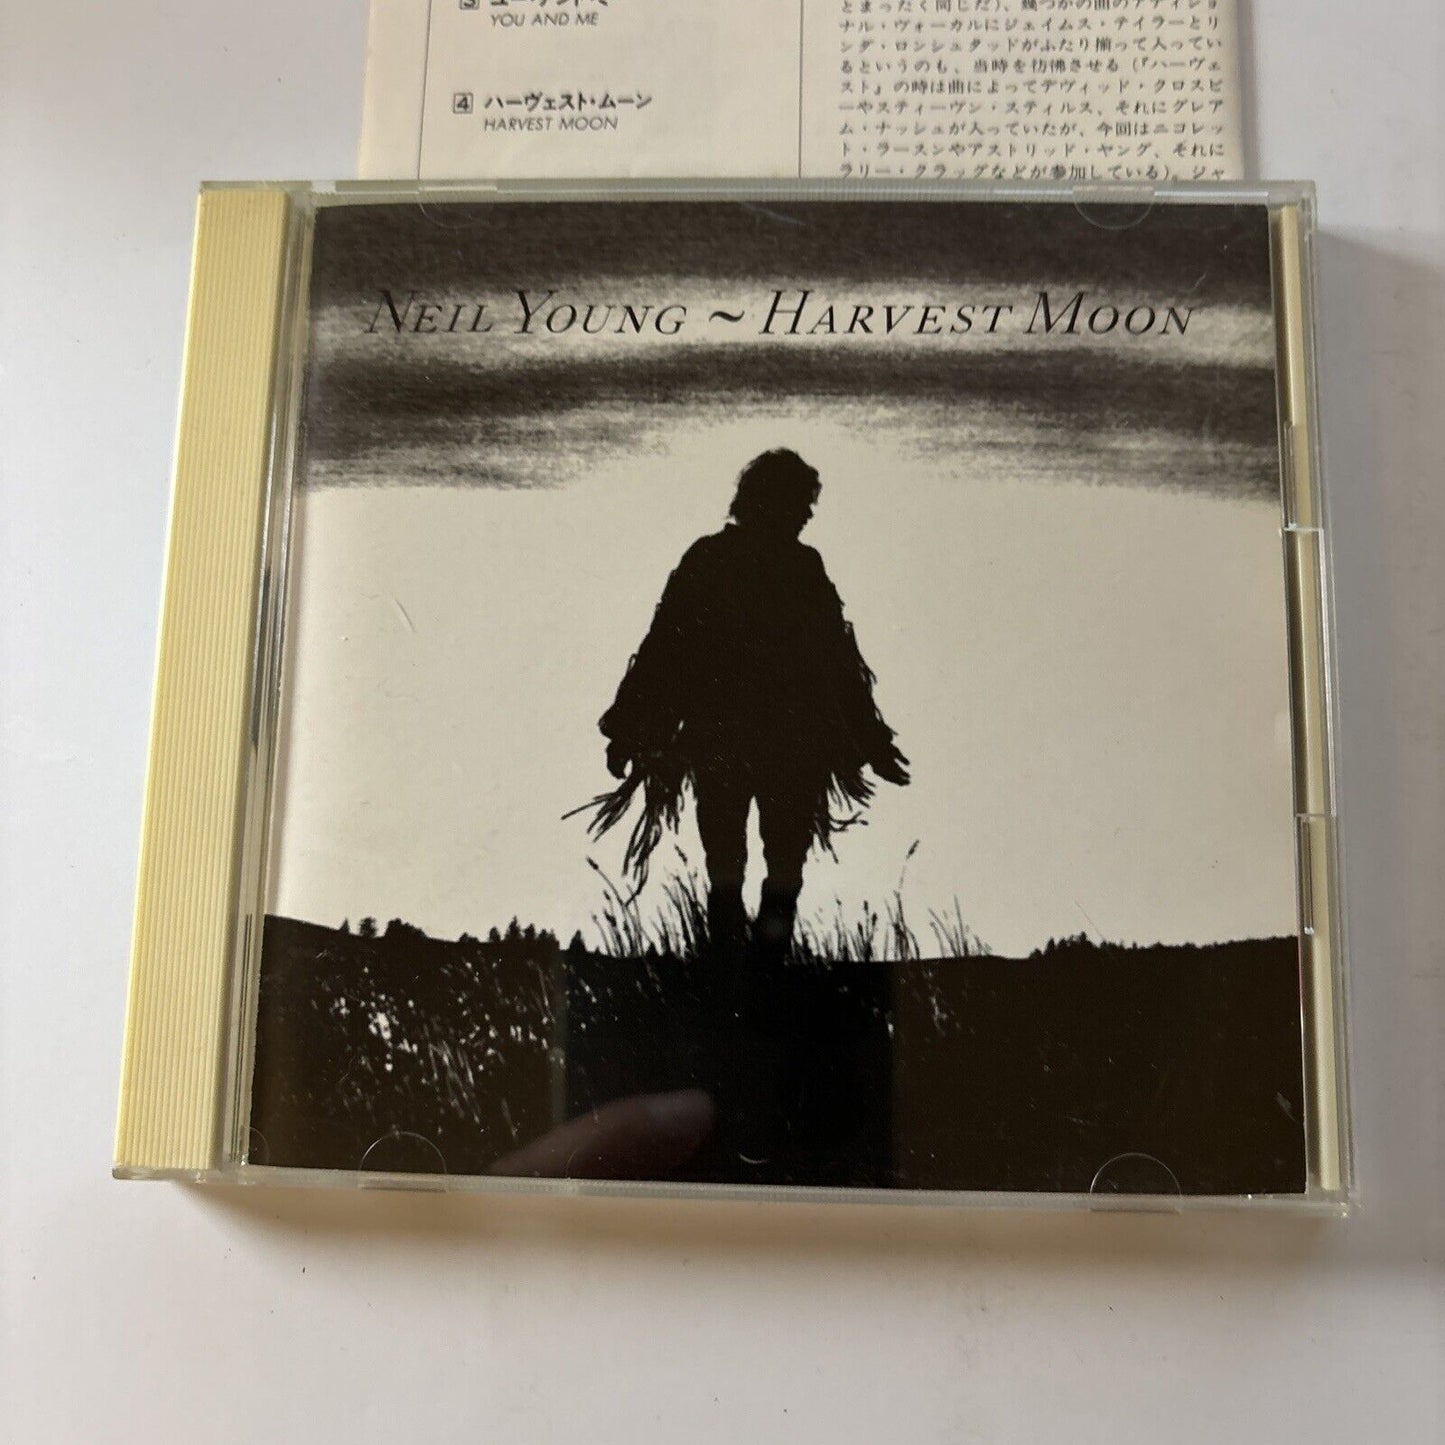 3 ユー・アンド・ミー
YOU AND ME
4 ハーヴェスト・ムーン
HARVEST MOON
とまったく同じだ)、幾つかの曲のアディショ
ナル・ヴォーカルにジェイムス・テイラーとリ
ンダ・ロンシュタッドがふたり揃って入ってい
るというのも、当時を彷彿させる(『ハーヴェ
スト』の時は曲によってデヴィッド・クロスビ
ーやスティーヴン・スティルス、それにグレア
ム・ナッシュが入っていたが、今回はニコレッ
ト・ラースンやアストリッド・ヤング、それに
ラリー・クラッグなどが参加している)。ジャ
NEIL YOUNG ~ HARVEST MOON